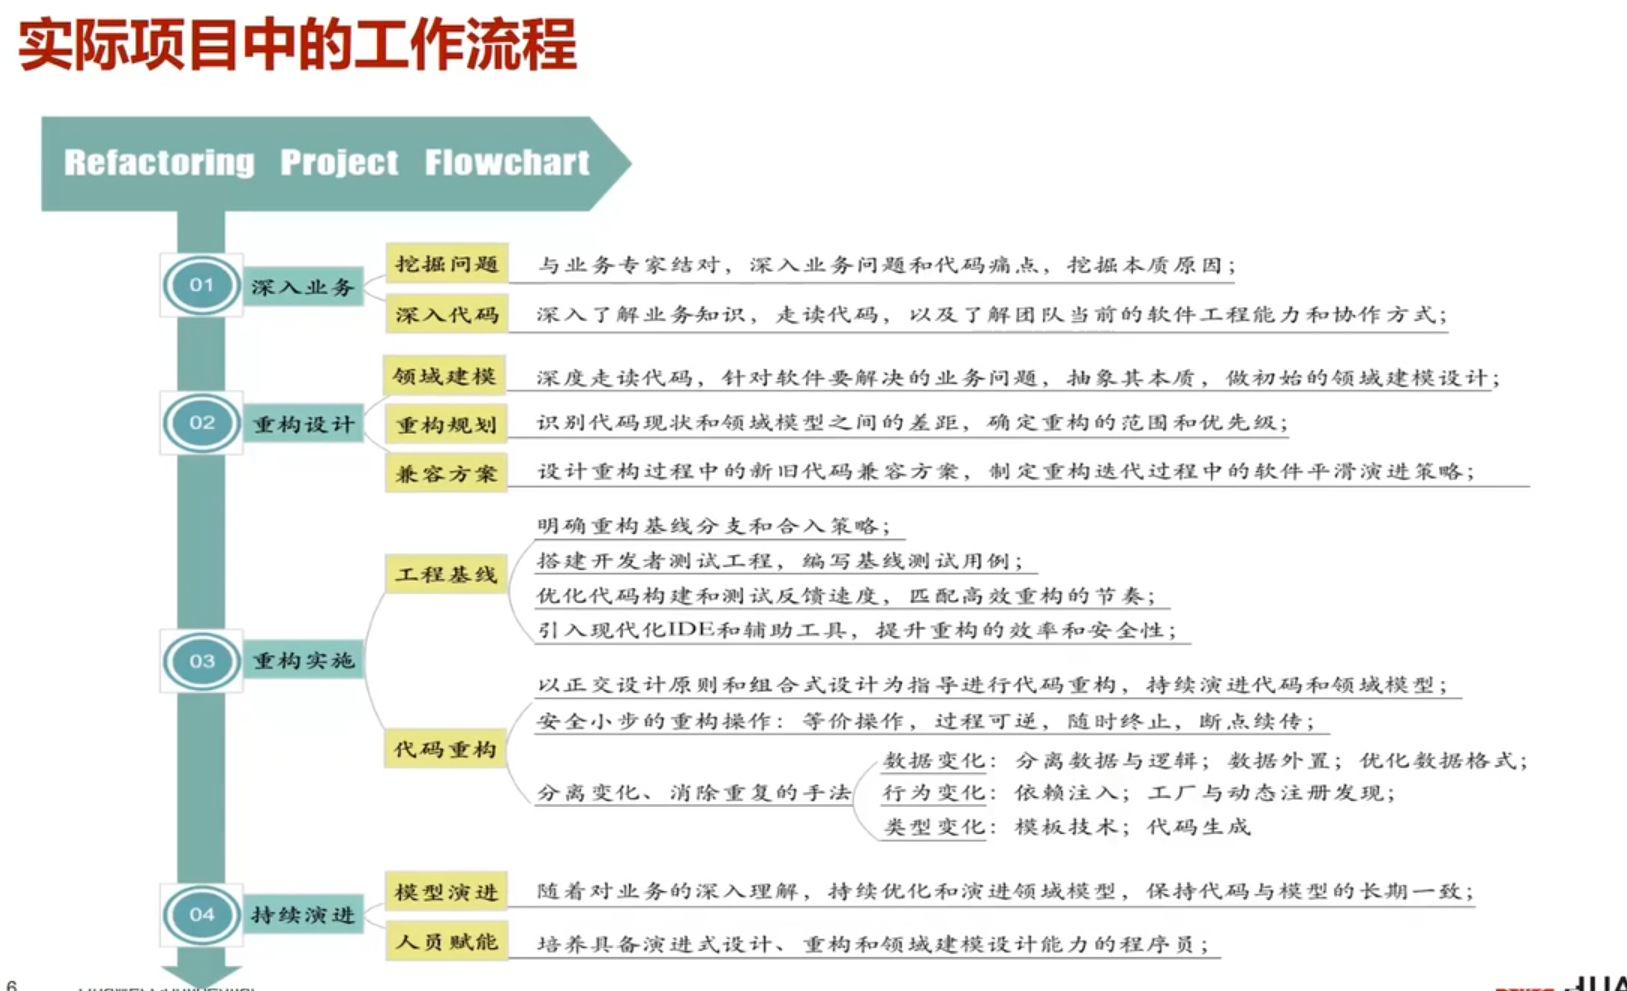 实际项目中的工作流程
Refactoring Project Flowchart
01
深入业务
挖掘问题
与业务专家结对，深入业务问题和代码痛点，挖掘本质原因；
深入代码
深入了解业务知识，走读代码，以及了解团队当前的软件工程能力和协作方式；
02
重构设计
领域建模
深度走读代码，针对软件要解决的业务问题，抽象其本质，做初始的领域建模设计；
重构规划
识别代码现状和领域模型之间的差距，确定重构的范围和优先级；
兼容方案
设计重构过程中的新旧代码兼容方案，制定重构迭代过程中的软件平滑演进策略；
03
重构实施
工程基线
明确重构基线分支和合入策略；
搭建开发者测试工程，编写基线测试用例；
优化代码构建和测试反馈速度，匹配高效重构的节奏；
引入现代化IDE和辅助工具，提升重构的效率和安全性；
代码重构
以正交设计原则和组合式设计为指导进行代码重构，持续演进代码和领域模型；
安全小步的重构操作：等价操作，过程可逆，随时终止，断点续传；
分离变化、消除重复的手法
数据变化：分离数据与逻辑；数据外置；优化数据格式；
行为变化：依赖注入；工厂与动态注册发现；
类型变化：模板技术；代码生成
04
持续演进
模型演进
随着对业务的深入理解，持续优化和演进领域模型，保持代码与模型的长期一致；
人员赋能
培养具备演进式设计、重构和领域建模设计能力的程序员；
6